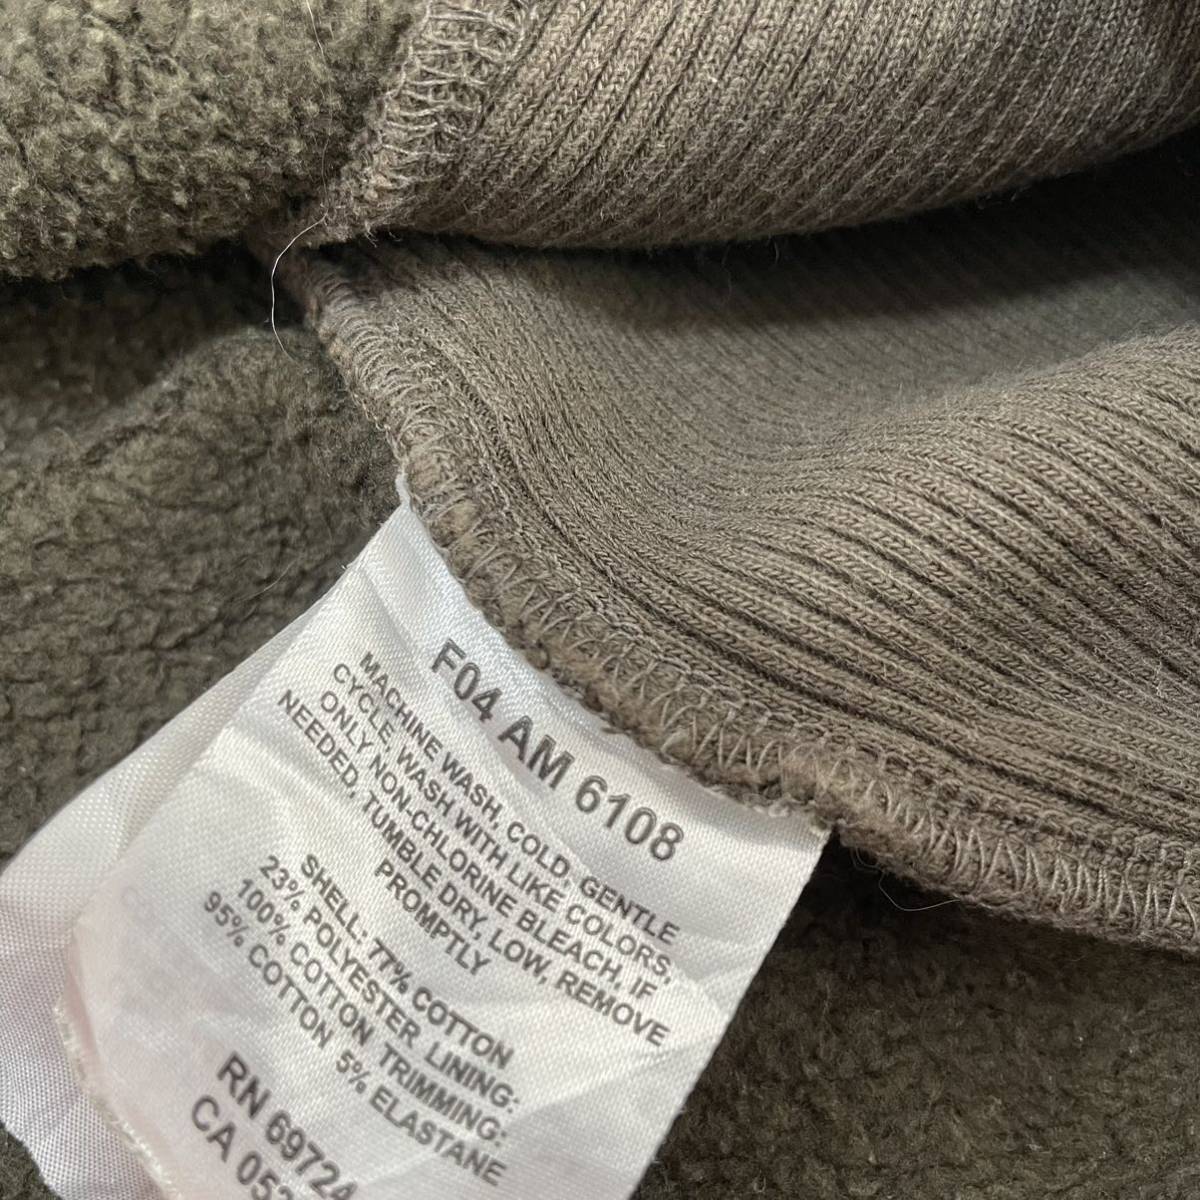 F04 AM 6108
MACHINE WASH, COLD, GENTLE
CYCLE, WASH WITH LIKE COLORS,
ONLY NON-CHLORINE BLEACH, IF
NEEDED, TUMBLE DRY, LOW, REMOVE
PROMPTLY
SHELL: 77% COTTON
23% POLYESTER LINING:
100% COTTON TRIMMING:
95% COTTON 5% ELASTANE
RN 69724
CA 05